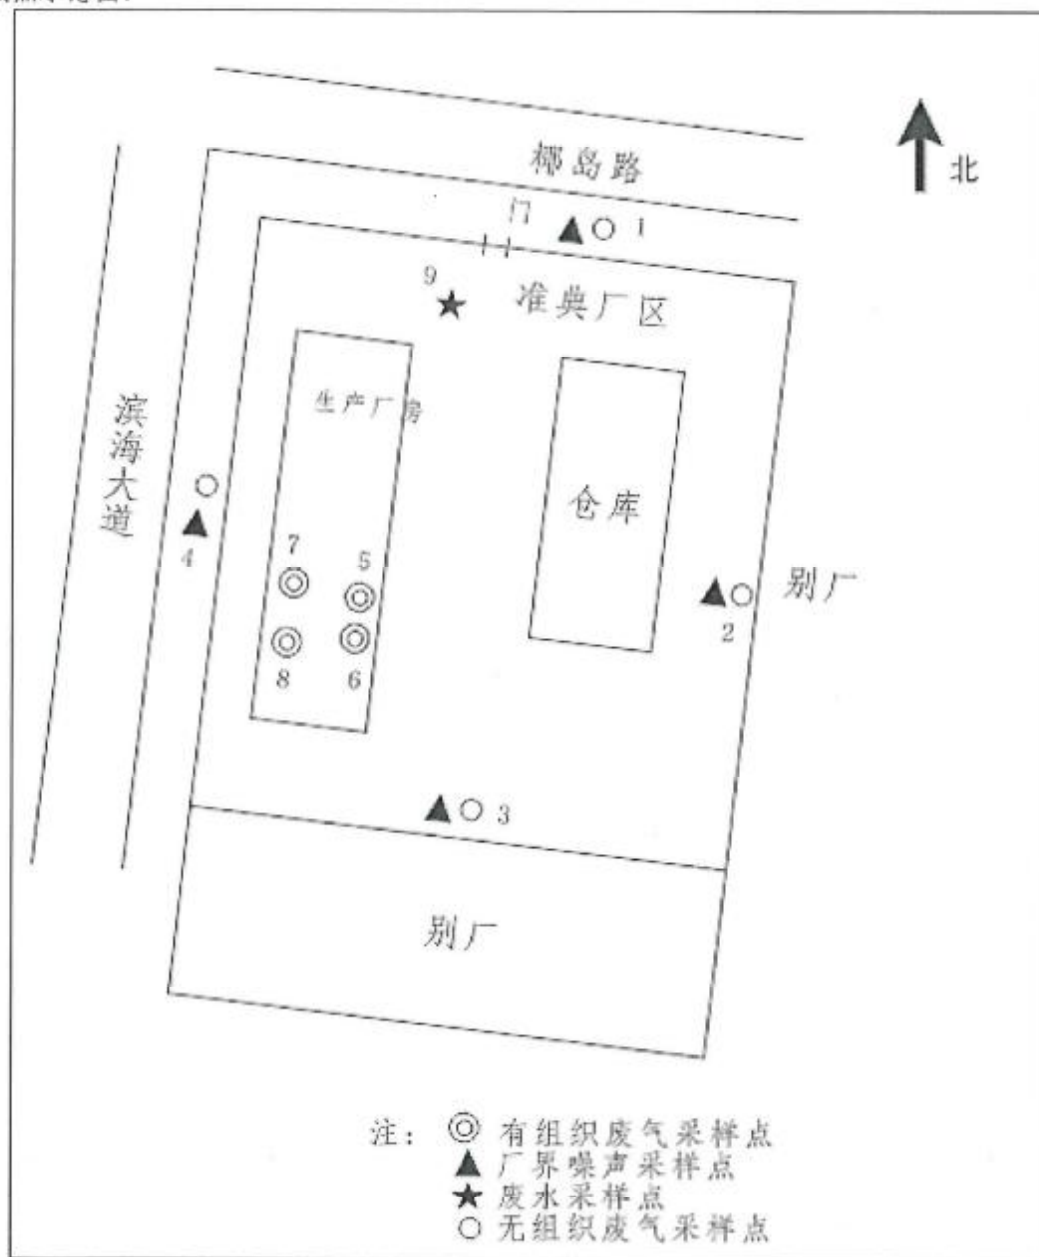 椰岛路
北
门
1
9
准典厂区
生产厂房
滨海大道
仓库
4
7
5
别厂
2
8
6
3
别厂
注：
◎ 有组织废气采样点
▲ 厂界噪声采样点
★ 废水采样点
○ 无组织废气采样点